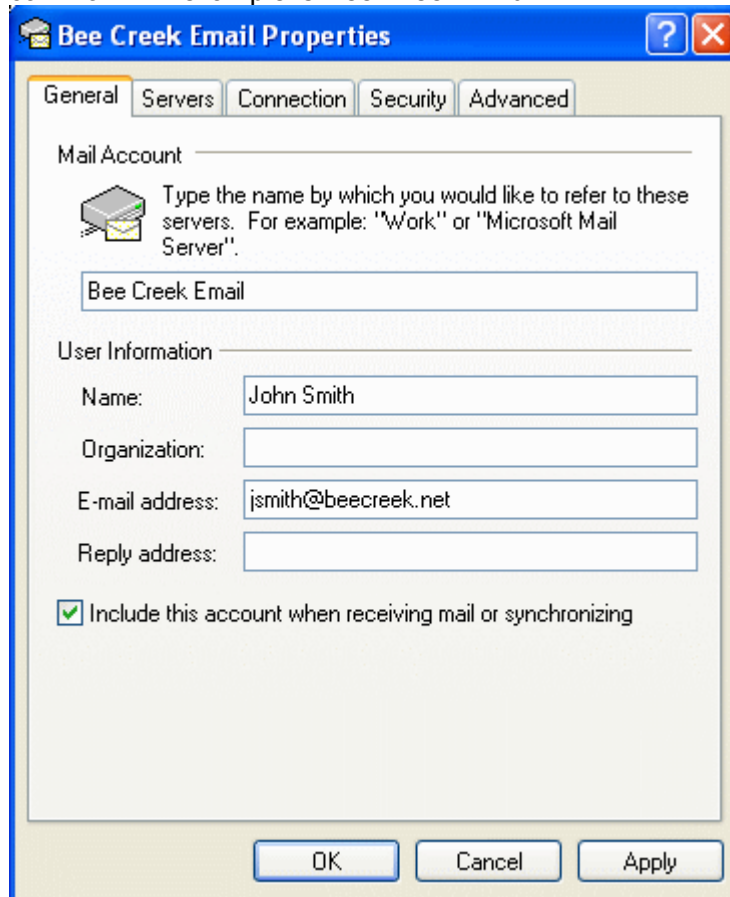 Bee Creek Email Properties
General Servers Connection Security Advanced
Mail Account
Type the name by which you would like to refer to these
servers. For example: "Work" or "Microsoft Mail
Server".
Bee Creek Email
User Information
Name: John Smith
Organization:
E-mail address: jsmith@beecreek.net
Reply address:
Include this account when receiving mail or synchronizing
OK Cancel Apply